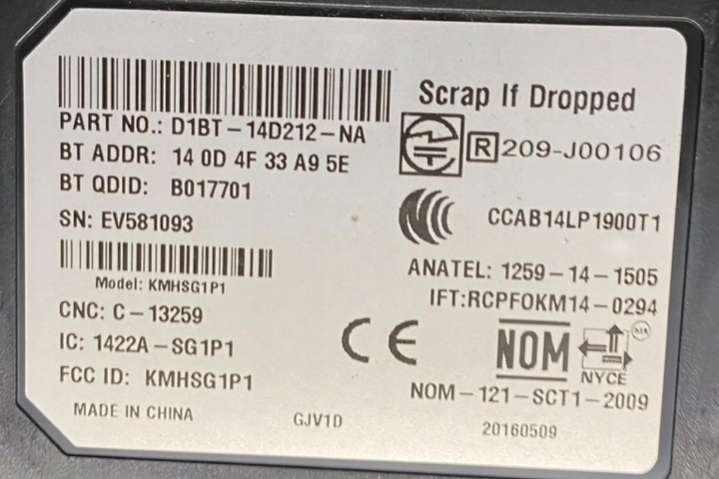 Scrap If Dropped
PART NO.: D1BT-14D212-NA
R 209-J00106
BT ADDR: 14 0D 4F 33 A9 5E
BT QDID: B017701
CCAB14LP1900T1
SN: EV581093
ANATEL: 1259-14-1505
Model: KMHSG1P1
IFT:RCPFOKM14-0294
CNC: C-13259
CE
NOM
IC: 1422A-SG1P1
NYCE
FCC ID: KMHSG1P1
NOM-121-SCT1-2009
MADE IN CHINA
GJV1D
20160509